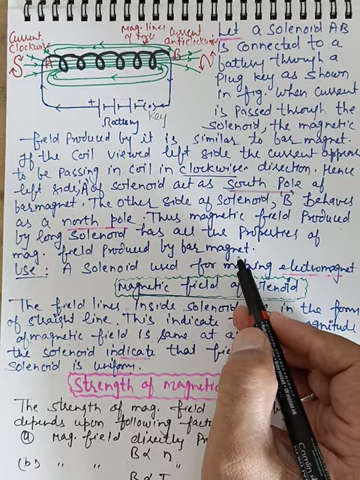 Current clockwise
Mag. lines of force
Current anticlockwise
S
A
B
N
+
Battery
Key
Let a Solenoid AB
is connected to a
battery through a
plug key as shown
in fig. when current
is passed through the
Solenoid, the magnetic
field produced by it is similar to bar magnet.
If the Coil viewed left side the current appears
to be passing in coil in clockwise direction. Hence
left side of solenoid act as South Pole of
barmagnet. The other side of Solenoid, B behaves
as a north pole. Thus magnetic field Produced
by long Solenoid has all the Properties of
mag. field produced by bar magnet.
Use: A Solenoid used for making electromagnet
magnetic field of Solenoid
The field lines Inside Solenoid in the form
of straight line. This indicate magnitude
of magnetic field is same at
the solenoid indicate that field
solenoid is uniform.
Strength of magnetic
The strength of mag. field
depends upon following
(a) Mag. field directly
B ∝ n
(b) " "
B ∝ I